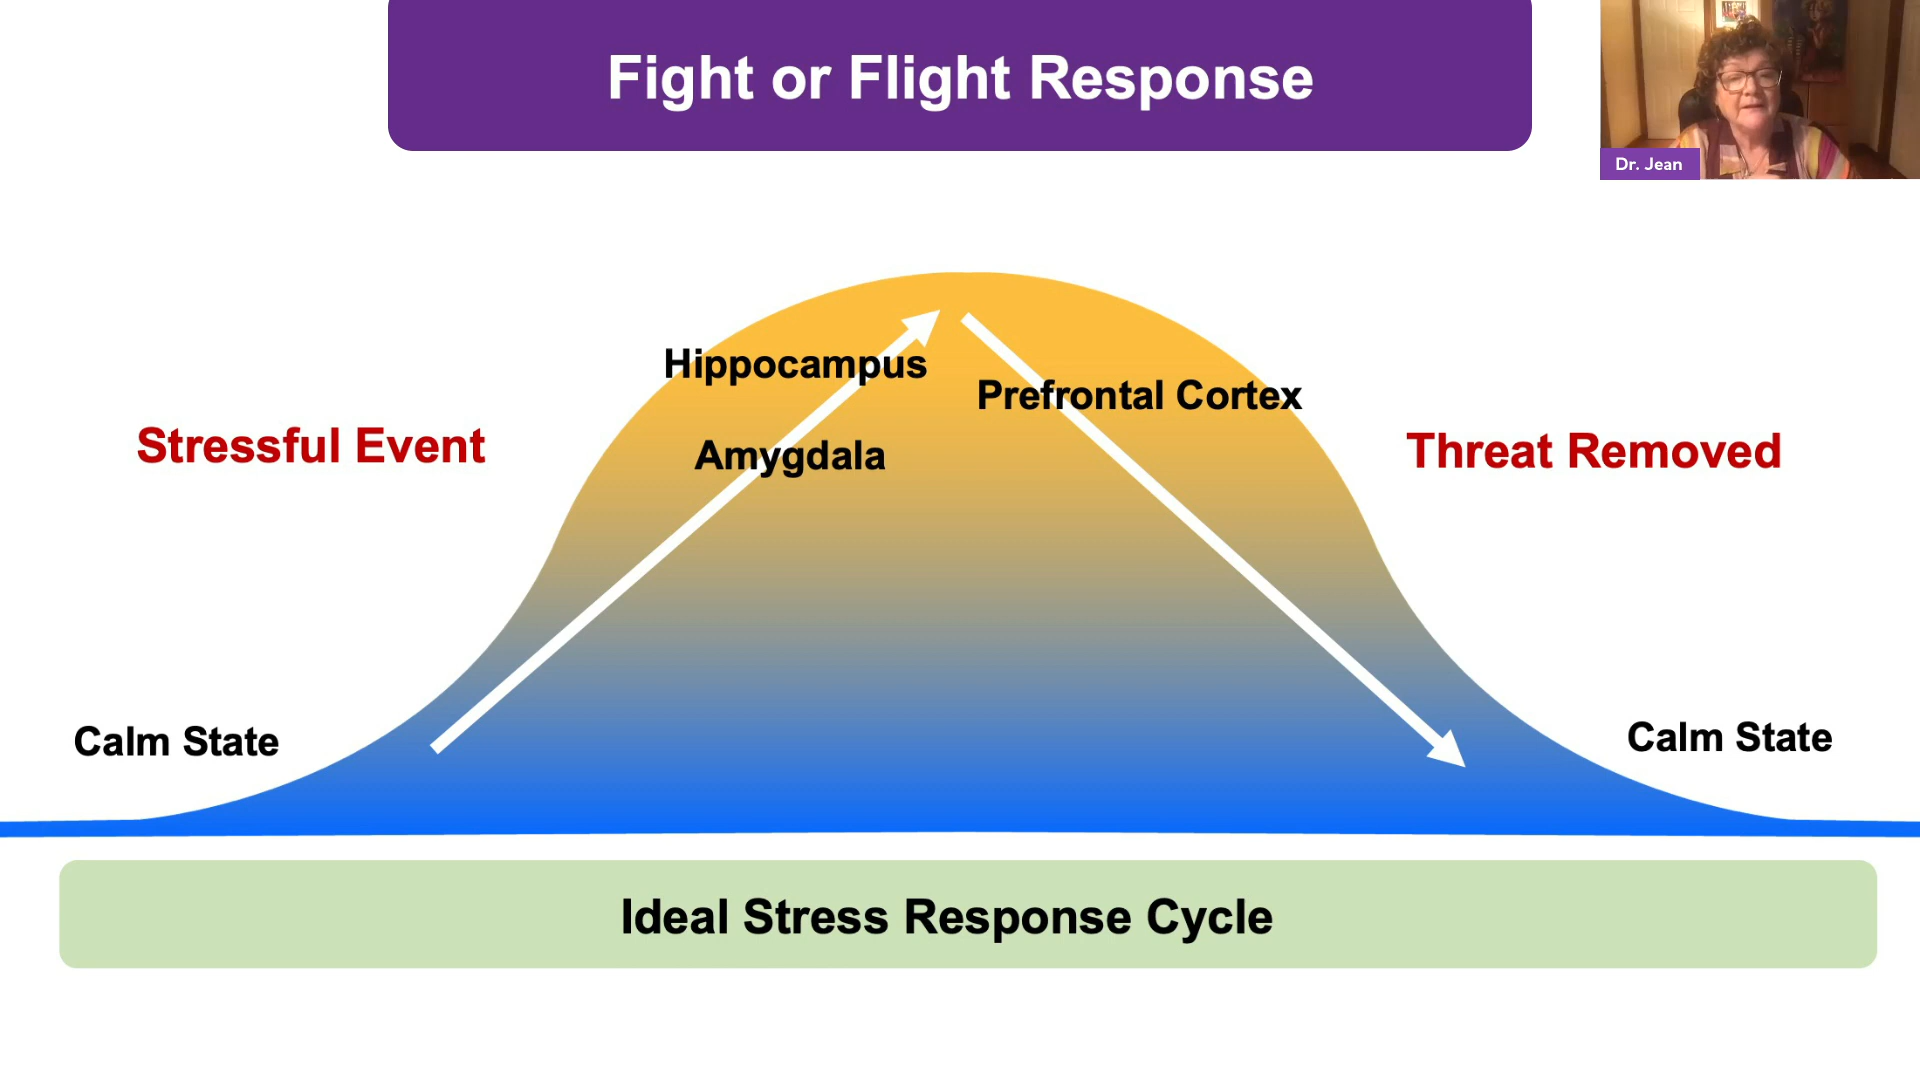 Fight or Flight Response
Dr. Jean
Hippocampus
Prefrontal Cortex
Stressful Event
Amygdala
Threat Removed
Calm State
Calm State
Ideal Stress Response Cycle